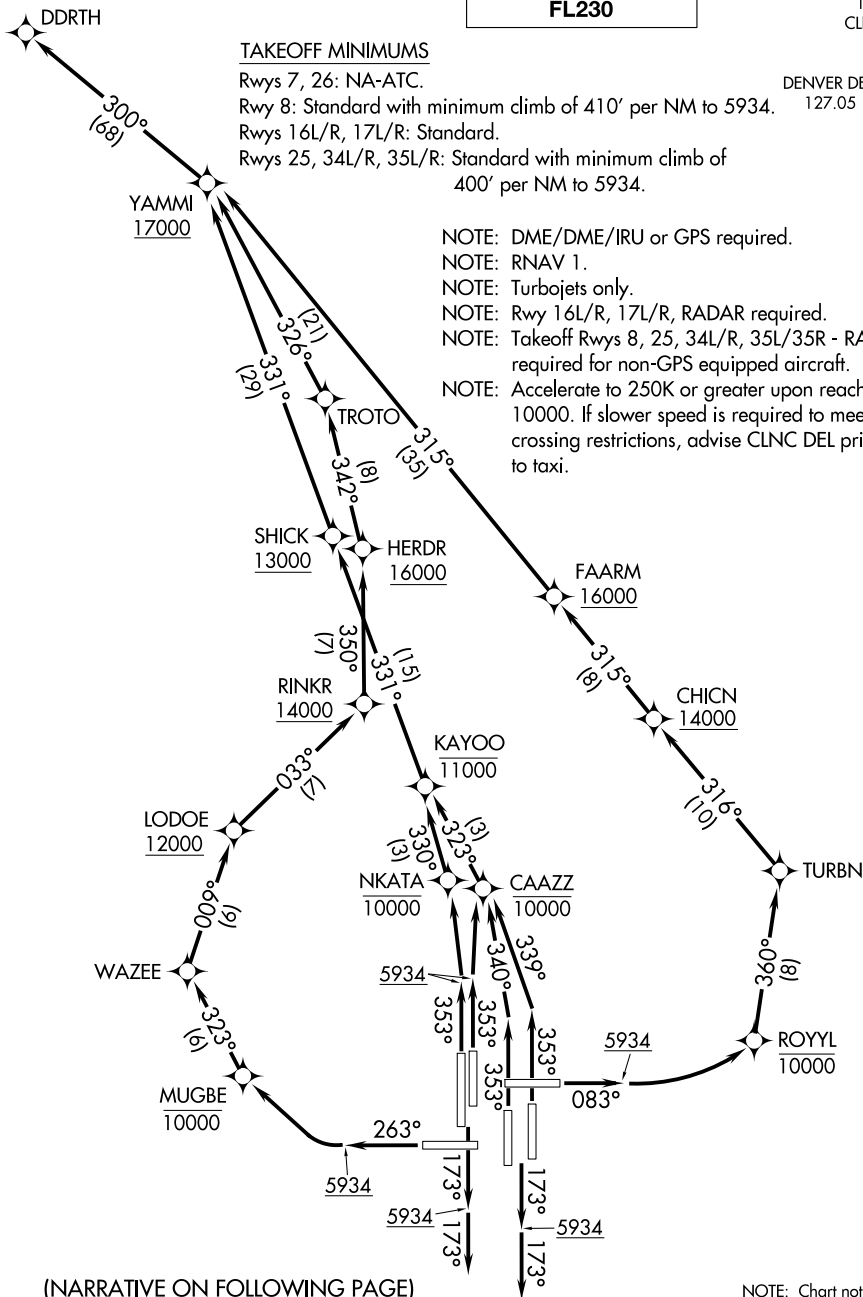 FL230
DDRTH
TAKEOFF MINIMUMS
Rwys 7, 26: NA-ATC.
Rwy 8: Standard with minimum climb of 410' per NM to 5934.
Rwys 16L/R, 17L/R: Standard.
Rwys 25, 34L/R, 35L/R: Standard with minimum climb of
400' per NM to 5934.
DENVER DE
127.05
300°
(68)
YAMMI
17000
NOTE: DME/DME/IRU or GPS required.
NOTE: RNAV 1.
NOTE: Turbojets only.
NOTE: Rwy 16L/R, 17L/R, RADAR required.
NOTE: Takeoff Rwys 8, 25, 34L/R, 35L/35R - RA
required for non-GPS equipped aircraft.
NOTE: Accelerate to 250K or greater upon reach
10000. If slower speed is required to mee
crossing restrictions, advise CLNC DEL pri
to taxi.
(21)
326°
331°
(29)
TROTO
315°
(35)
(8)
342°
SHICK
13000
HERDR
16000
FAARM
16000
350°
(7)
(15)
331°
315°
(8)
RINKR
14000
CHICN
14000
KAYOO
11000
033°
(7)
316°
(10)
LODOE
12000
(3)
323°
330°
(3)
NKATA
10000
CAAZZ
10000
TURBN
009°
(9)
340°
339°
360°
(8)
WAZEE
5934
353°
353°
353°
353°
323°
(6)
5934
ROYYL
10000
083°
MUGBE
10000
263°
5934
173°
173°
5934
173°
5934
173°
(NARRATIVE ON FOLLOWING PAGE)
NOTE: Chart not